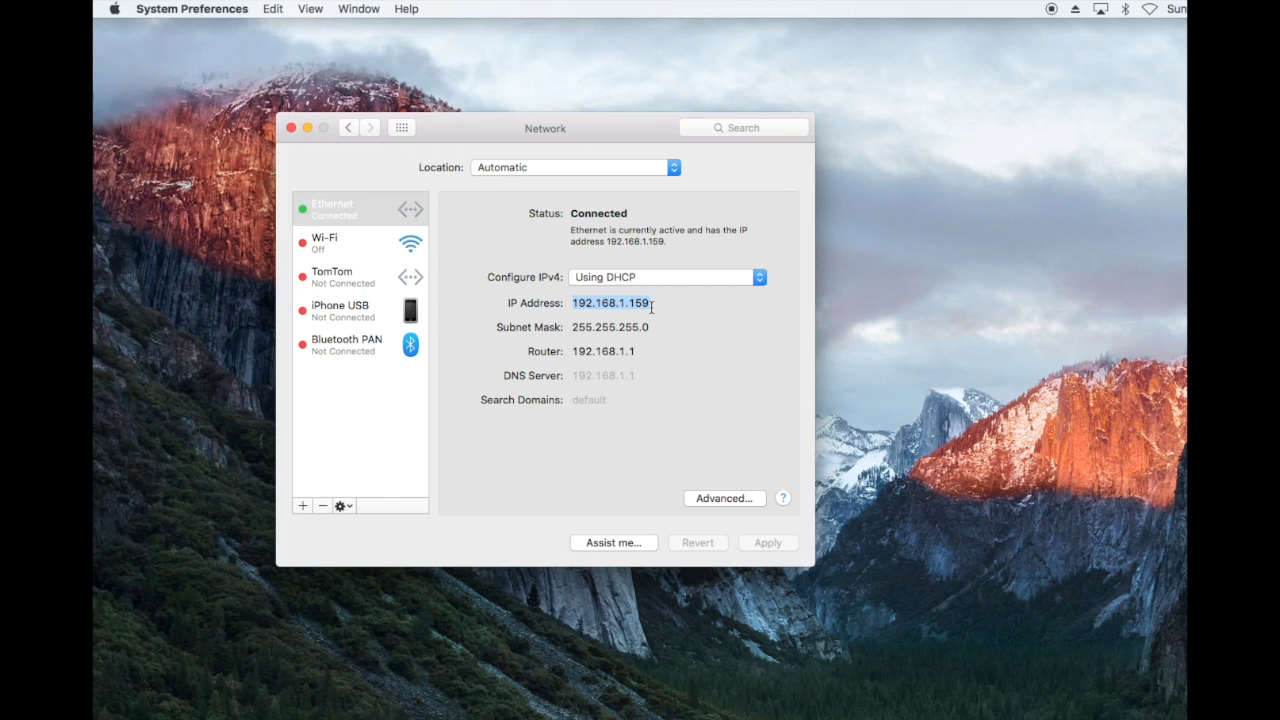 System Preferences Edit View Window Help Sun
Network
Search
Location: Automatic
Ethernet
Connected
Wi-Fi
Off
TomTom
Not Connected
iPhone USB
Not Connected
Bluetooth PAN
Not Connected
Status: Connected
Ethernet is currently active and has the IP
address 192.168.1.159.
Configure IPv4: Using DHCP
IP Address: 192.168.1.159
Subnet Mask: 255.255.255.0
Router: 192.168.1.1
DNS Server: 192.168.1.1
Search Domains: default
Advanced... ?
Assist me... Revert Apply